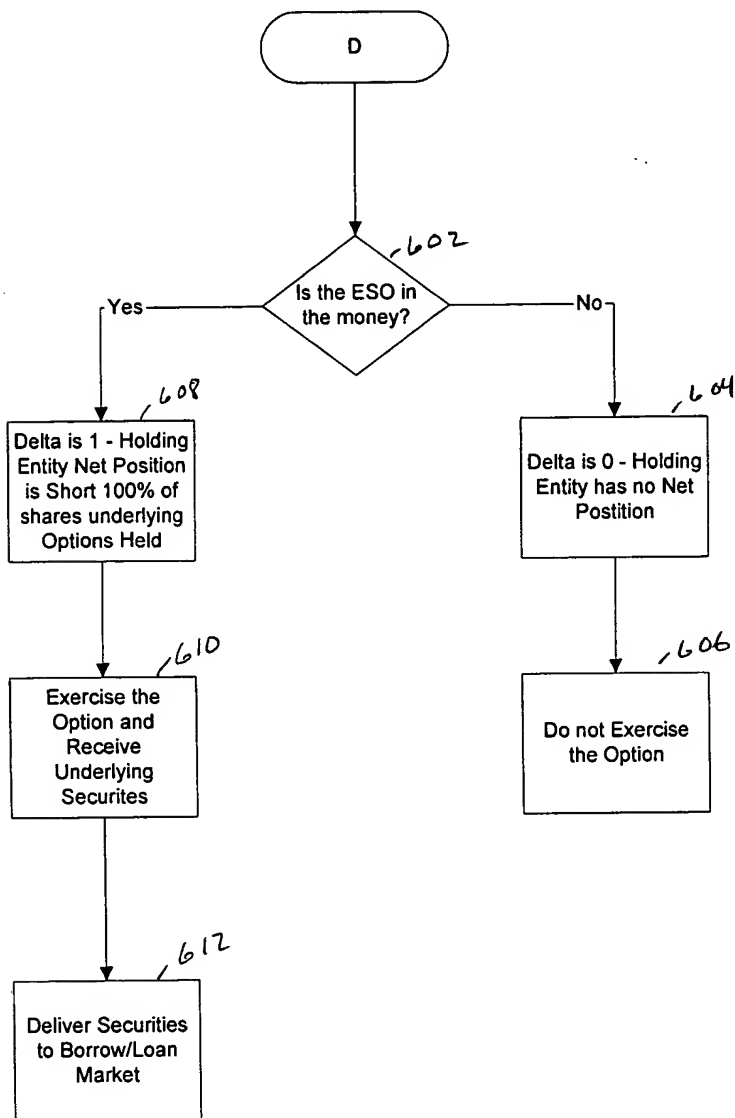 D
602
Is the ESO in
the money?
Yes
No
608
Delta is 1 - Holding
Entity Net Position
is Short 100% of
shares underlying
Options Held
604
Delta is 0 - Holding
Entity has no Net
Postition
610
Exercise the
Option and
Receive
Underlying
Securites
606
Do not Exercise
the Option
612
Deliver Securities
to Borrow/Loan
Market